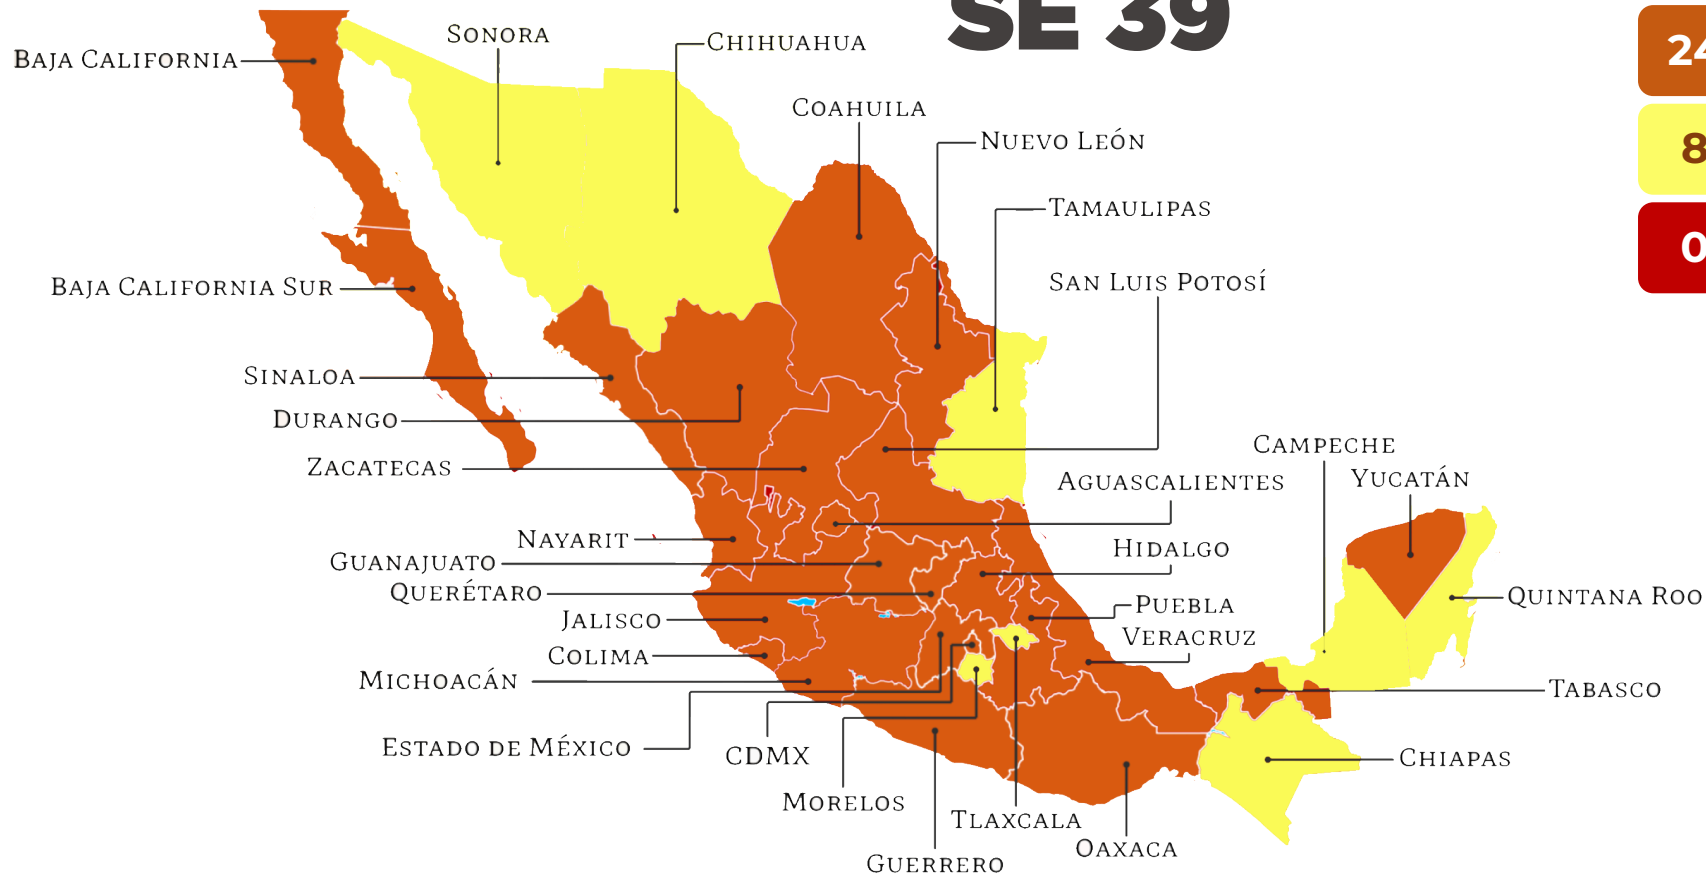 SE 39
24
8
0
BAJA CALIFORNIA
SONORA
CHIHUAHUA
COAHUILA
NUEVO LEÓN
TAMAULIPAS
SAN LUIS POTOSÍ
BAJA CALIFORNIA SUR
SINALOA
DURANGO
ZACATECAS
CAMPECHE
YUCATÁN
AGUASCALIENTES
NAYARIT
HIDALGO
GUANAJUATO
QUERÉTARO
QUINTANA ROO
PUEBLA
JALISCO
VERACRUZ
COLIMA
MICHOACÁN
TABASCO
ESTADO DE MÉXICO
CDMX
CHIAPAS
MORELOS
TLAXCALA
OAXACA
GUERRERO